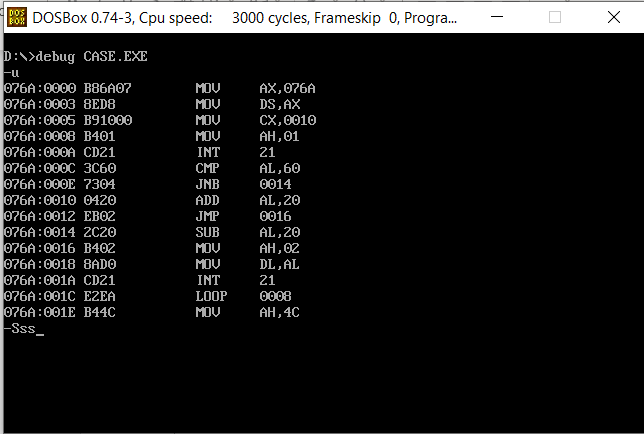 DOS BOX DOSBox 0.74-3, Cpu speed: 3000 cycles, Frameskip 0, Progra...
D:\>debug CASE.EXE
-u
076A:0000 B86A07 MOV AX,076A
076A:0003 8ED8 MOV DS,AX
076A:0005 B91000 MOV CX,0010
076A:0008 B401 MOV AH,01
076A:000A CD21 INT 21
076A:000C 3C60 CMP AL,60
076A:000E 7304 JNB 0014
076A:0010 0420 ADD AL,20
076A:0012 EB02 JMP 0016
076A:0014 2C20 SUB AL,20
076A:0016 B402 MOV AH,02
076A:0018 8AD0 MOV DL,AL
076A:001A CD21 INT 21
076A:001C E2EA LOOP 0008
076A:001E B44C MOV AH,4C
-Sss_